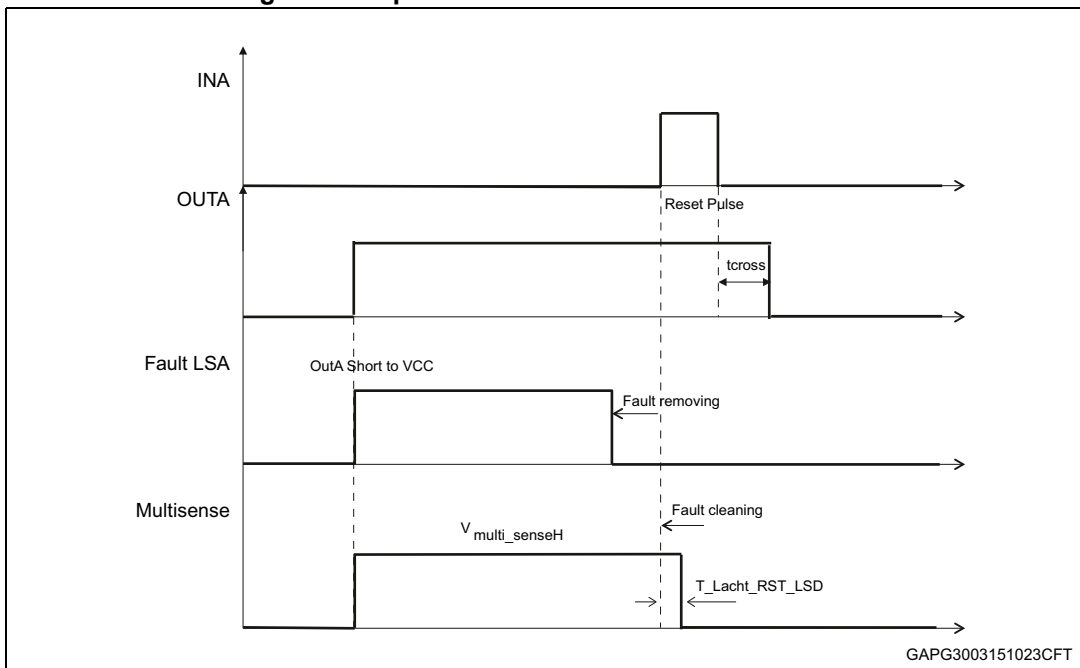 INA
Reset Pulse
OUTA
tcross
Fault LSA
OutA Short to VCC
Fault removing
Multisense
Fault cleaning
V multi_senseH
T_Lacht_RST_LSD
GAPG3003151023CFT